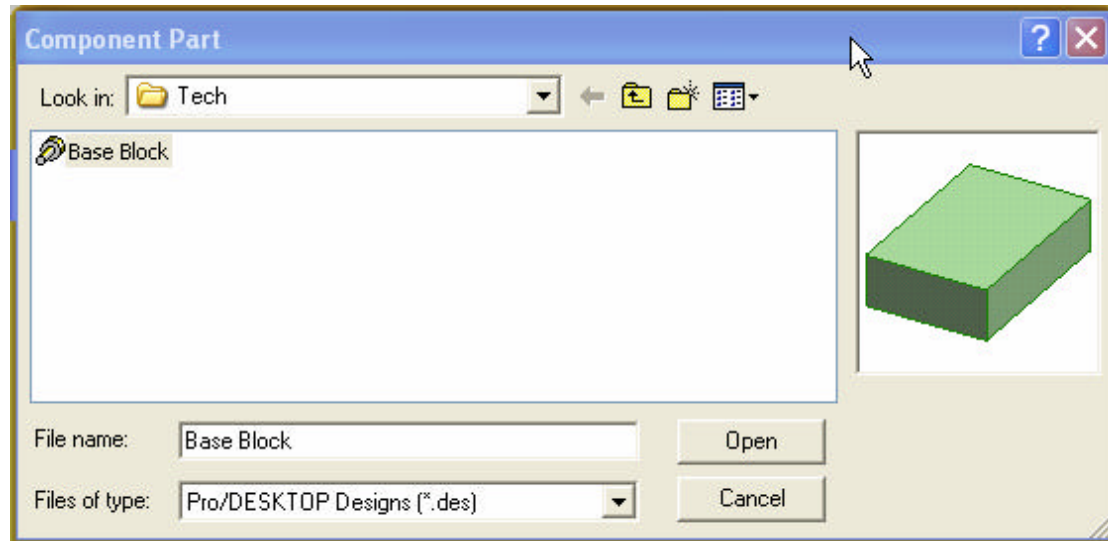 Component Part
?
Look in: Tech
Base Block
File name: Base Block Open
Files of type: Pro/DESKTOP Designs (*.des) Cancel